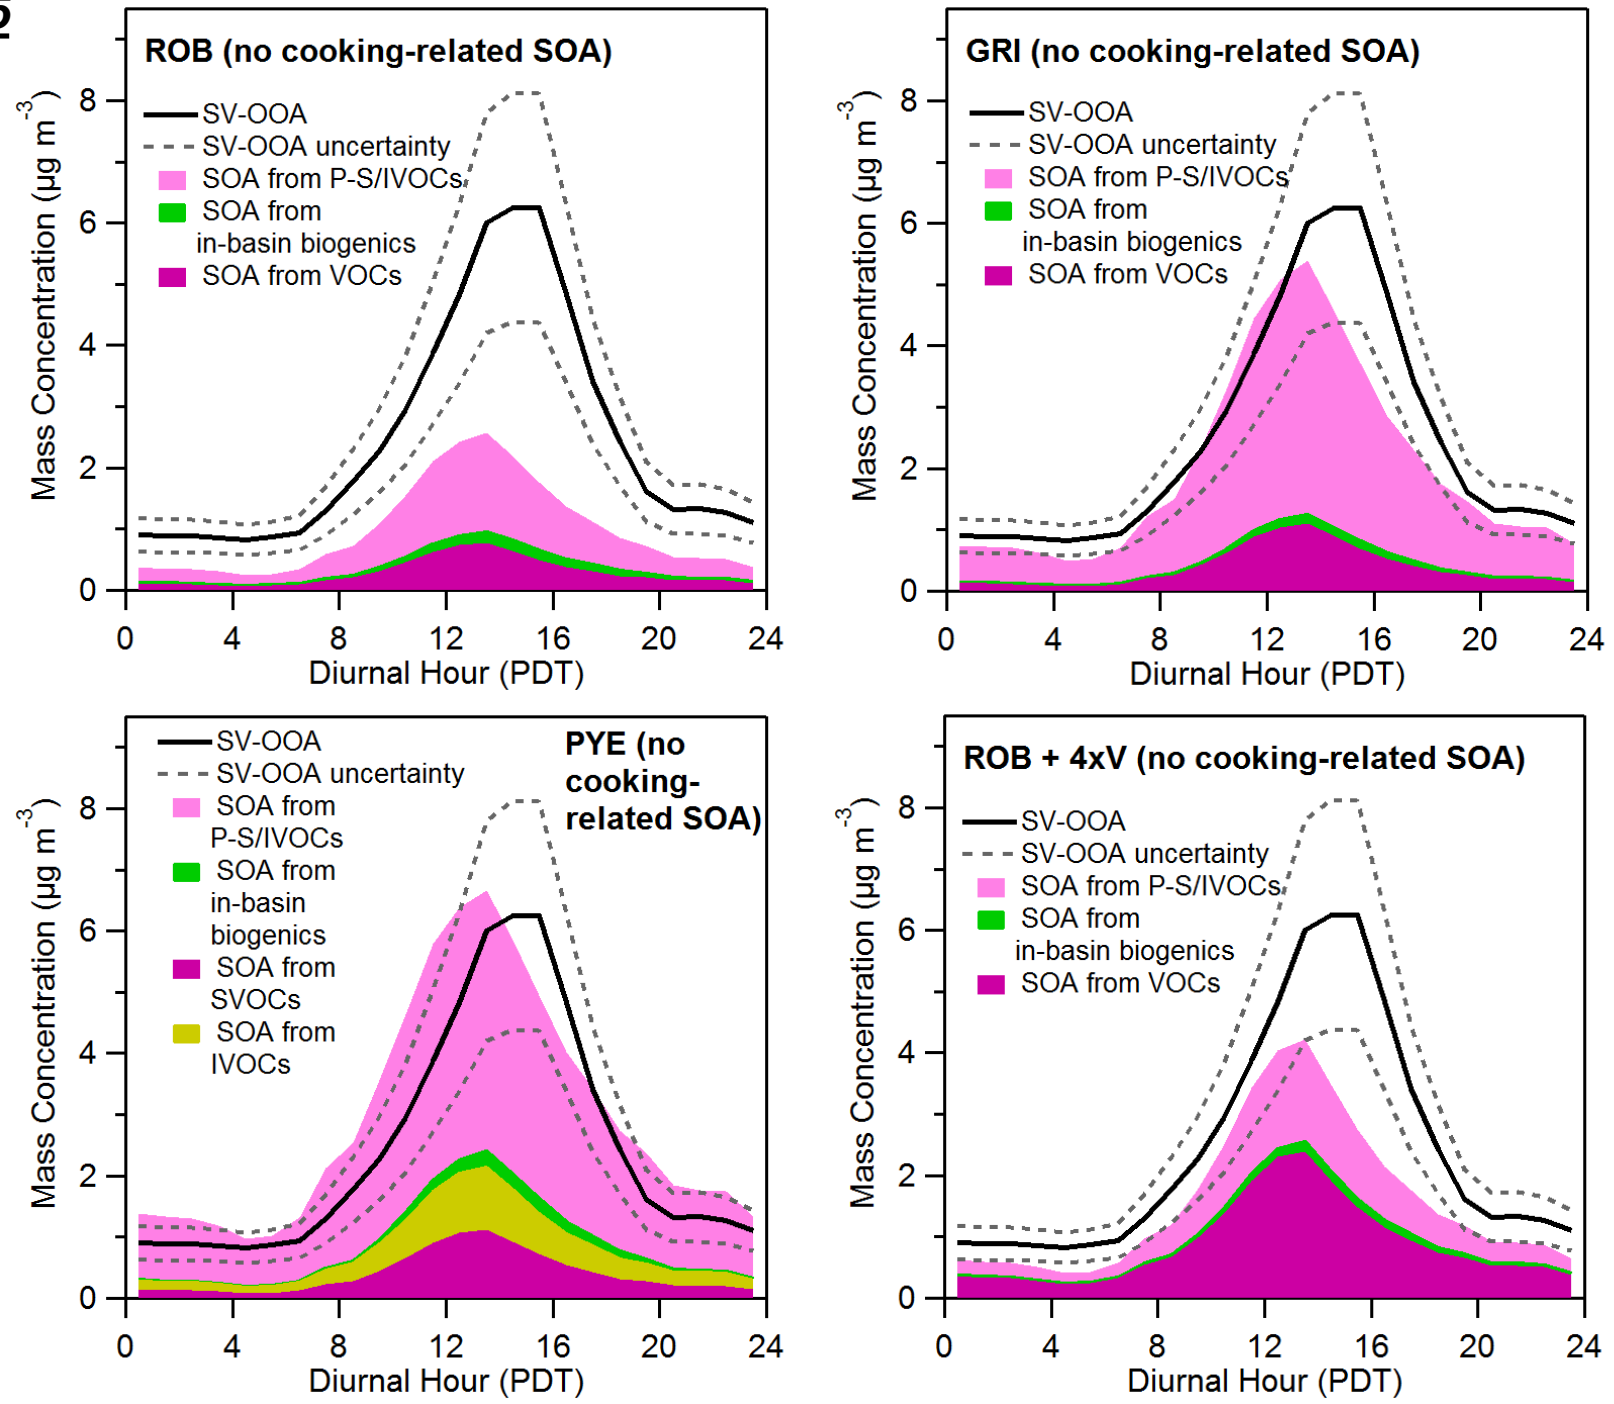 ROB (no cooking-related SOA)
SV-OOA
SV-OOA uncertainty
SOA from P-S/IVOCs
SOA from
in-basin biogenics
SOA from VOCs
Mass Concentration (µg m⁻³)
8
6
4
2
0
0 4 8 12 16 20 24
Diurnal Hour (PDT)
GRI (no cooking-related SOA)
SV-OOA
SV-OOA uncertainty
SOA from P-S/IVOCs
SOA from
in-basin biogenics
SOA from VOCs
Mass Concentration (µg m⁻³)
8
6
4
2
0
0 4 8 12 16 20 24
Diurnal Hour (PDT)
PYE (no
cooking-
related SOA)
SV-OOA
SV-OOA uncertainty
SOA from
P-S/IVOCs
SOA from
in-basin
biogenics
SOA from
SVOCs
SOA from
IVOCs
Mass Concentration (µg m⁻³)
8
6
4
2
0
0 4 8 12 16 20 24
Diurnal Hour (PDT)
ROB + 4xV (no cooking-related SOA)
SV-OOA
SV-OOA uncertainty
SOA from P-S/IVOCs
SOA from
in-basin biogenics
SOA from VOCs
Mass Concentration (µg m⁻³)
8
6
4
2
0
0 4 8 12 16 20 24
Diurnal Hour (PDT)